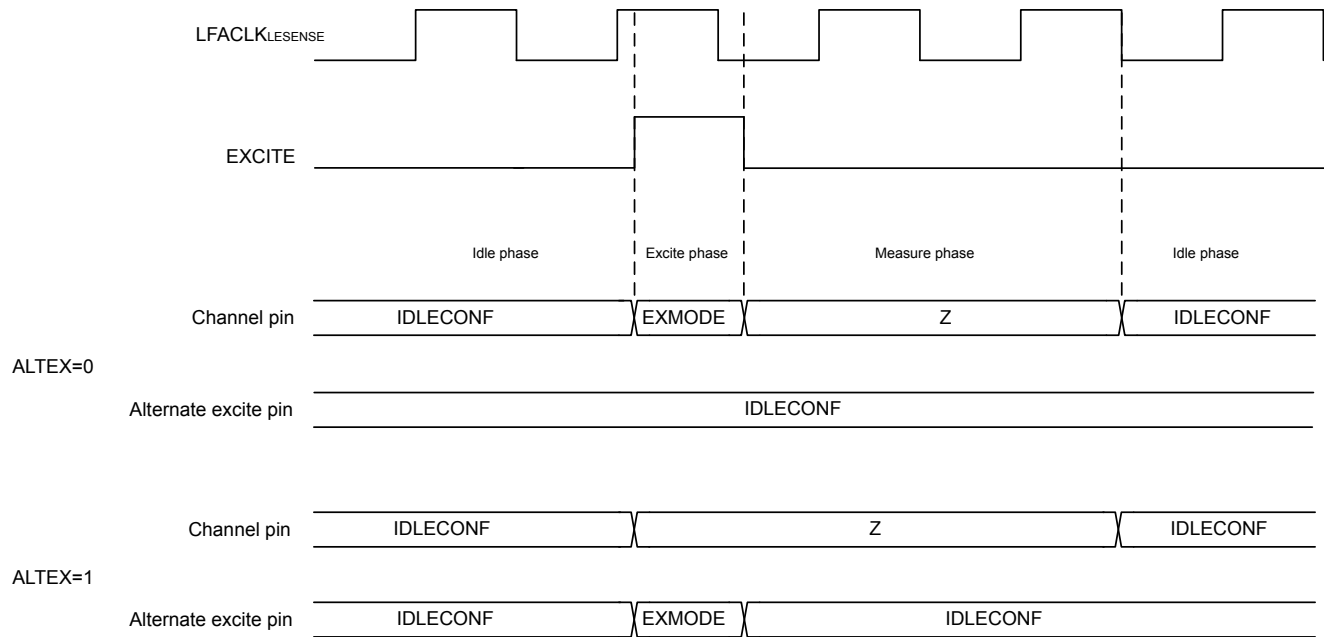 LFACLKLESENSE
EXCITE
Idle phase Excite phase Measure phase Idle phase
Channel pin IDLECONF EXMODE Z IDLECONF
ALTEX=0
Alternate excite pin IDLECONF
Channel pin IDLECONF Z IDLECONF
ALTEX=1
Alternate excite pin IDLECONF EXMODE IDLECONF